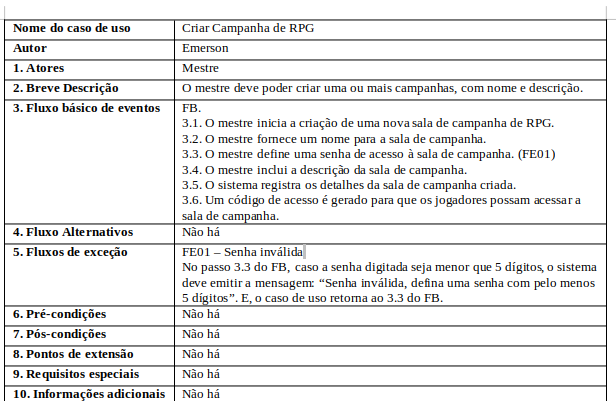 Nome do caso de uso Criar Campanha de RPG
Autor Emerson
1. Atores Mestre
2. Breve Descrição O mestre deve poder criar uma ou mais campanhas, com nome e descrição.
3. Fluxo básico de eventos FB.
3.1. O mestre inicia a criação de uma nova sala de campanha de RPG.
3.2. O mestre fornece um nome para a sala de campanha.
3.3. O mestre define uma senha de acesso à sala de campanha. (FE01)
3.4. O mestre inclui a descrição da sala de campanha.
3.5. O sistema registra os detalhes da sala de campanha criada.
3.6. Um código de acesso é gerado para que os jogadores possam acessar a
sala de campanha.
4. Fluxo Alternativos Não há
5. Fluxos de exceção FE01 – Senha inválida
No passo 3.3 do FB, caso a senha digitada seja menor que 5 dígitos, o sistema
deve emitir a mensagem: “Senha inválida, defina uma senha com pelo menos
5 dígitos”. E, o caso de uso retorna ao 3.3 do FB.
6. Pré-condições Não há
7. Pós-condições Não há
8. Pontos de extensão Não há
9. Requisitos especiais Não há
10. Informações adicionais Não há